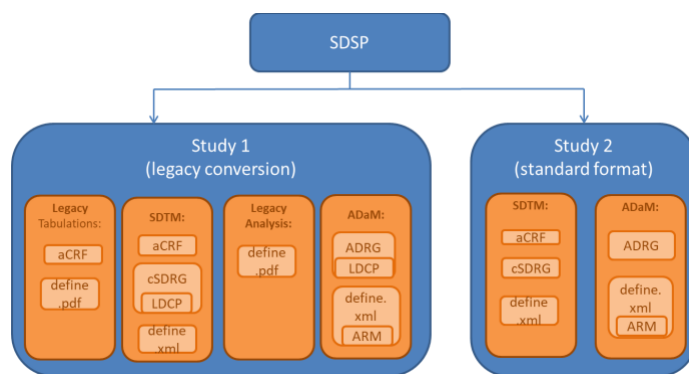 SDSP
Study 1
(legacy conversion)
Legacy
Tabulations:
aCRF
define
.pdf
SDTM:
aCRF
cSDRG
LDCP
define
.xml
Legacy
Analysis:
define
.pdf
ADaM:
ADRG
LDCP
define.
xml
ARM
Study 2
(standard format)
SDTM:
aCRF
cSDRG
define
.xml
ADaM:
ADRG
define.
xml
ARM